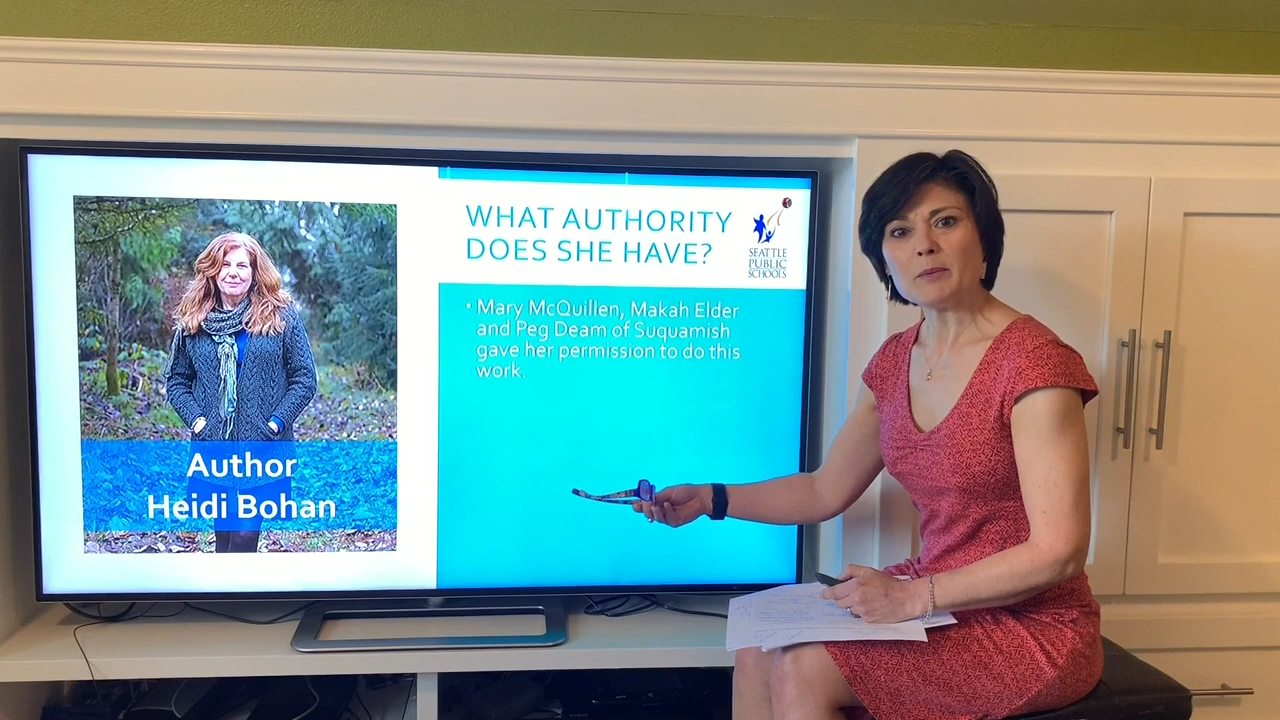 Author
Heidi Bohan
WHAT AUTHORITY
DOES SHE HAVE?
SEATTLE
PUBLIC
SCHOOLS
• Mary McQuillen, Makah Elder
and Peg Deam of Suquamish
gave her permission to do this
work.